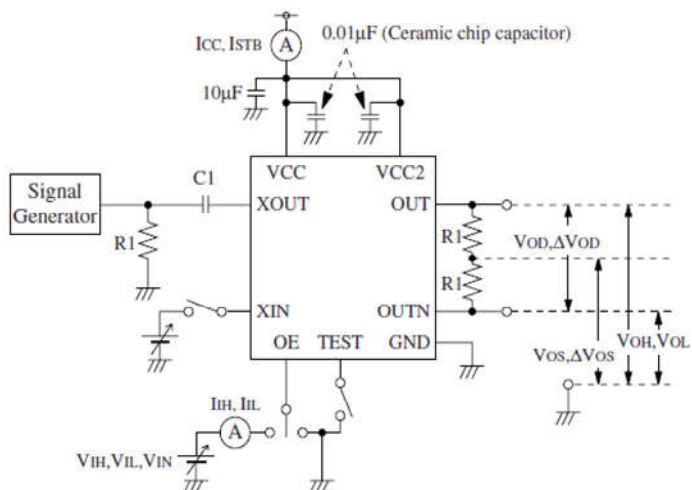 ICC, ISTB
A
0.01μF (Ceramic chip capacitor)
10μF
VCC
VCC2
Signal
Generator
C1
XOUT
OUT
R1
R1
VOD,ΔVOD
R1
XIN
OUTN
OE
TEST
GND
VOS,ΔVOS
VOH,VOL
IIH, IIL
A
VIH,VIL,VIN